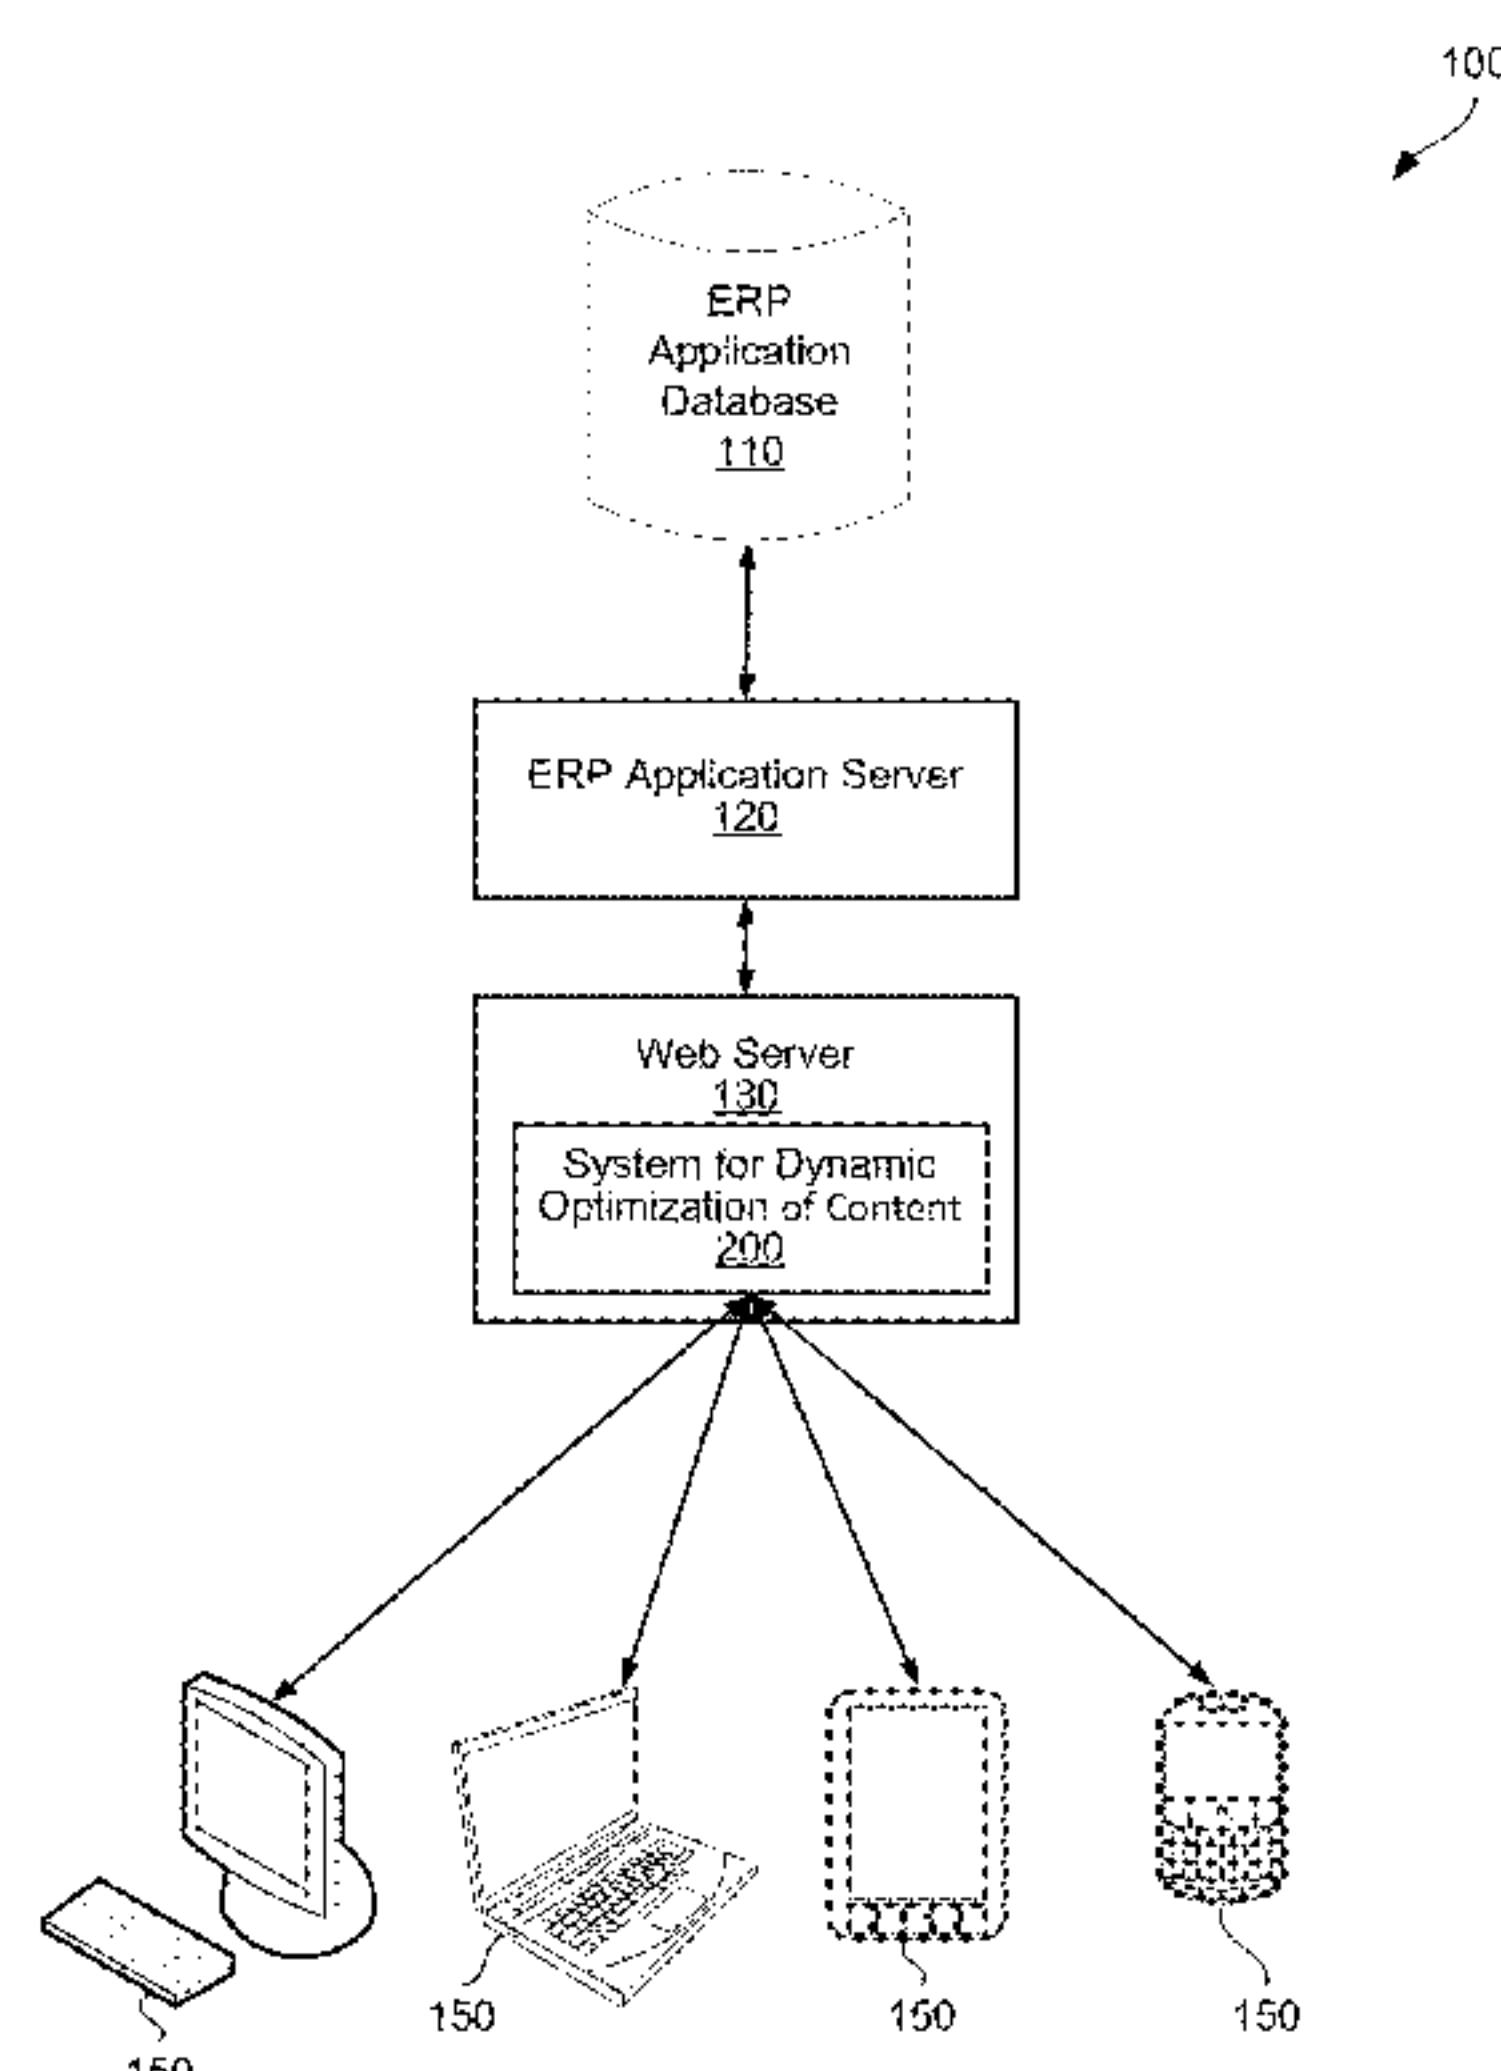 100
ERP
Application
Database
110
ERP Application Server
120
Web Server
130
System for Dynamic
Optimization of Content
200
150
150
150
150